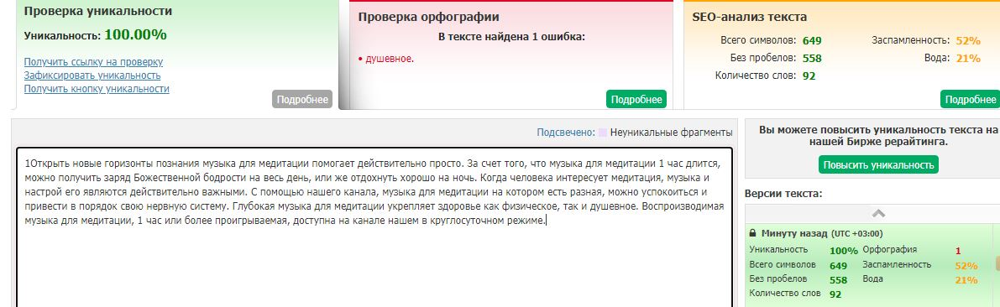 Проверка уникальности
Уникальность: 100.00%
Получить ссылку на проверку
Зафиксировать уникальность
Получить кнопку уникальности
Подробнее
Проверка орфографии
В тексте найдена 1 ошибка:
• душевное.
Подробнее
SEO-анализ текста
Всего символов: 649 Заспамленность: 52%
Без пробелов: 558 Вода: 21%
Количество слов: 92
Подробнее
Подсвечено: Неуникальные фрагменты
1Открыть новые горизонты познания музыка для медитации помогает действительно просто. За счет того, что музыка для медитации 1 час длится,
можно получить заряд Божественной бодрости на весь день, или же отдохнуть хорошо на ночь. Когда человека интересует медитация, музыка и
настрой его являются действительно важными. С помощью нашего канала, музыка для медитации на котором есть разная, можно успокоиться и
привести в порядок свою нервную систему. Глубокая музыка для медитации укрепляет здоровье как физическое, так и душевное. Воспроизводимая
музыка для медитации, 1 час или более проигрываемая, доступна на канале нашем в круглосуточном режиме.
Вы можете повысить уникальность текста на
нашей Бирже рерайтинга.
Повысить уникальность
Версии текста:
Минуту назад (UTC +03:00)
Уникальность 100% Орфография 1
Всего символов 649 Заспамленность 52%
Без пробелов 558 Вода 21%
Количество слов 92